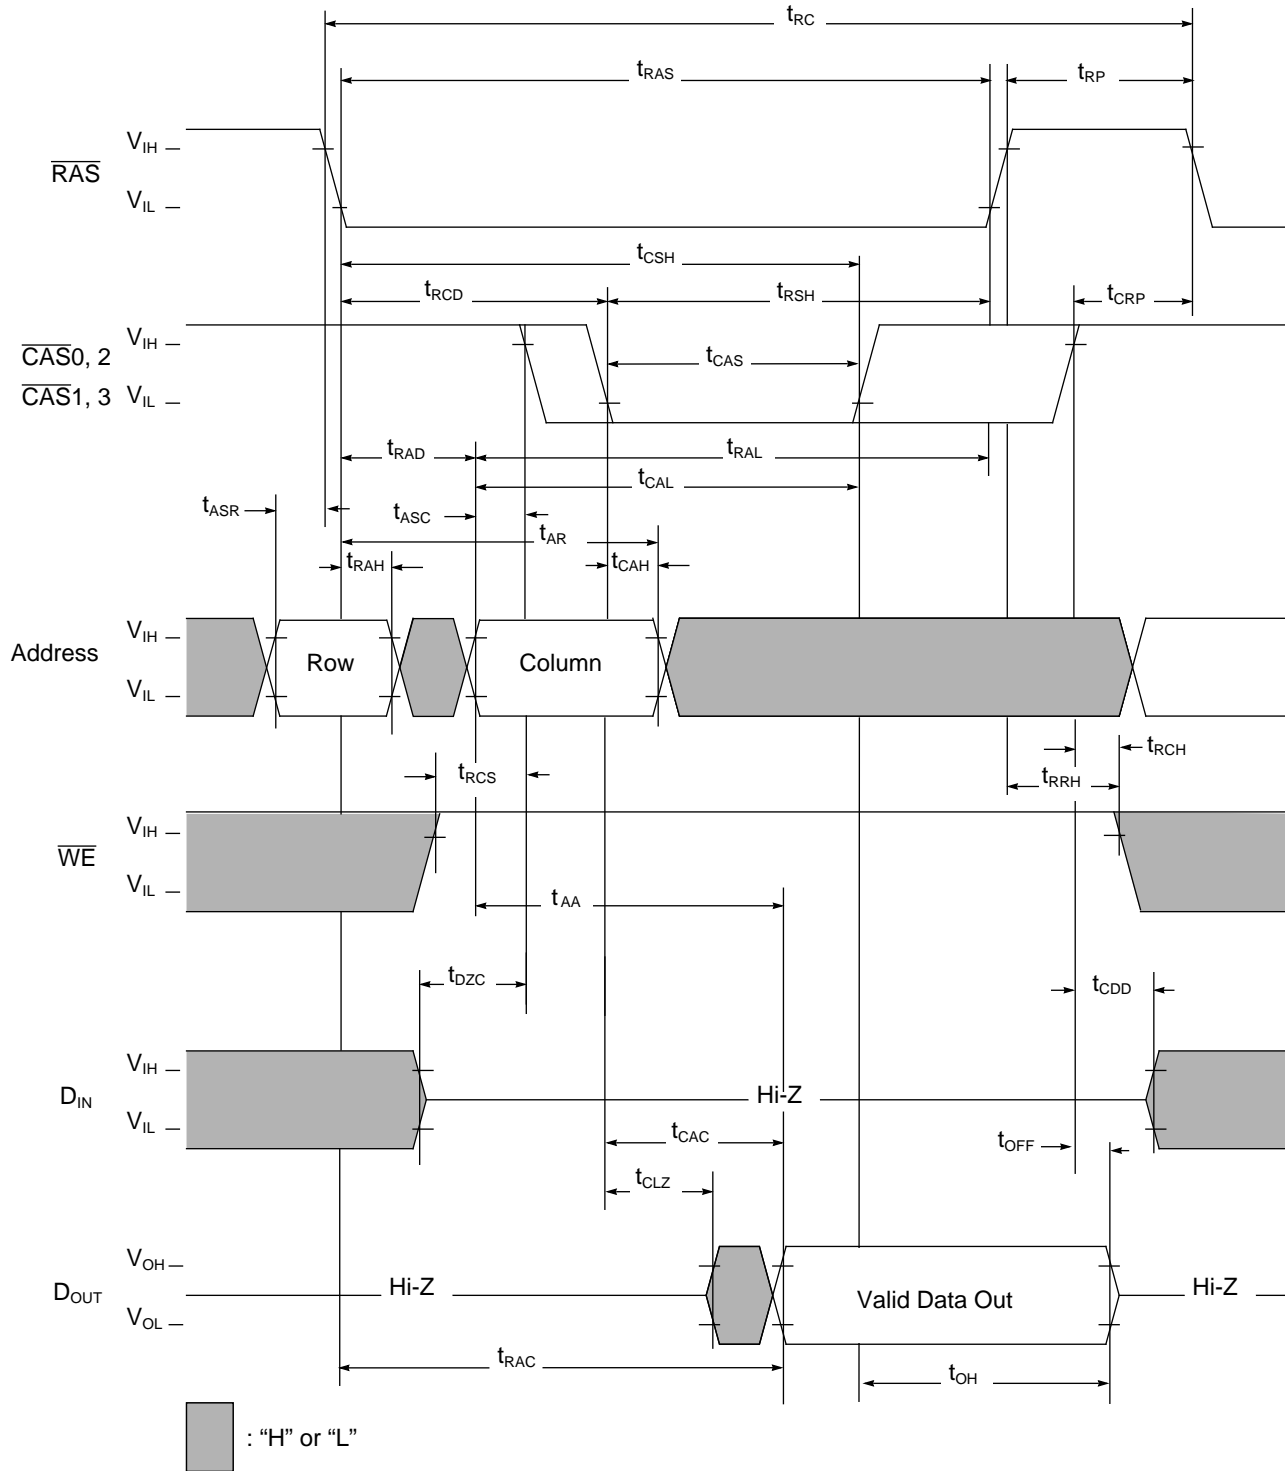 tRC
tRAS
tRP
VIH
RAS
VIL
tCSH
tRCD
tRSH
tCRP
VIH
CAS0, 2
tCAS
CAS1, 3
VIL
tRAD
tRAL
tCAL
tASR
tASC
tAR
tRAH
tCAH
VIH
Address
Row
Column
VIL
tRCH
tRCS
tRRH
VIH
WE
VIL
tAA
tDZC
tCDD
VIH
DIN
Hi-Z
VIL
tCAC
tOFF
tCLZ
VOH
DOUT
Hi-Z
Valid Data Out
Hi-Z
VOL
tRAC
tOH
: “H” or “L”